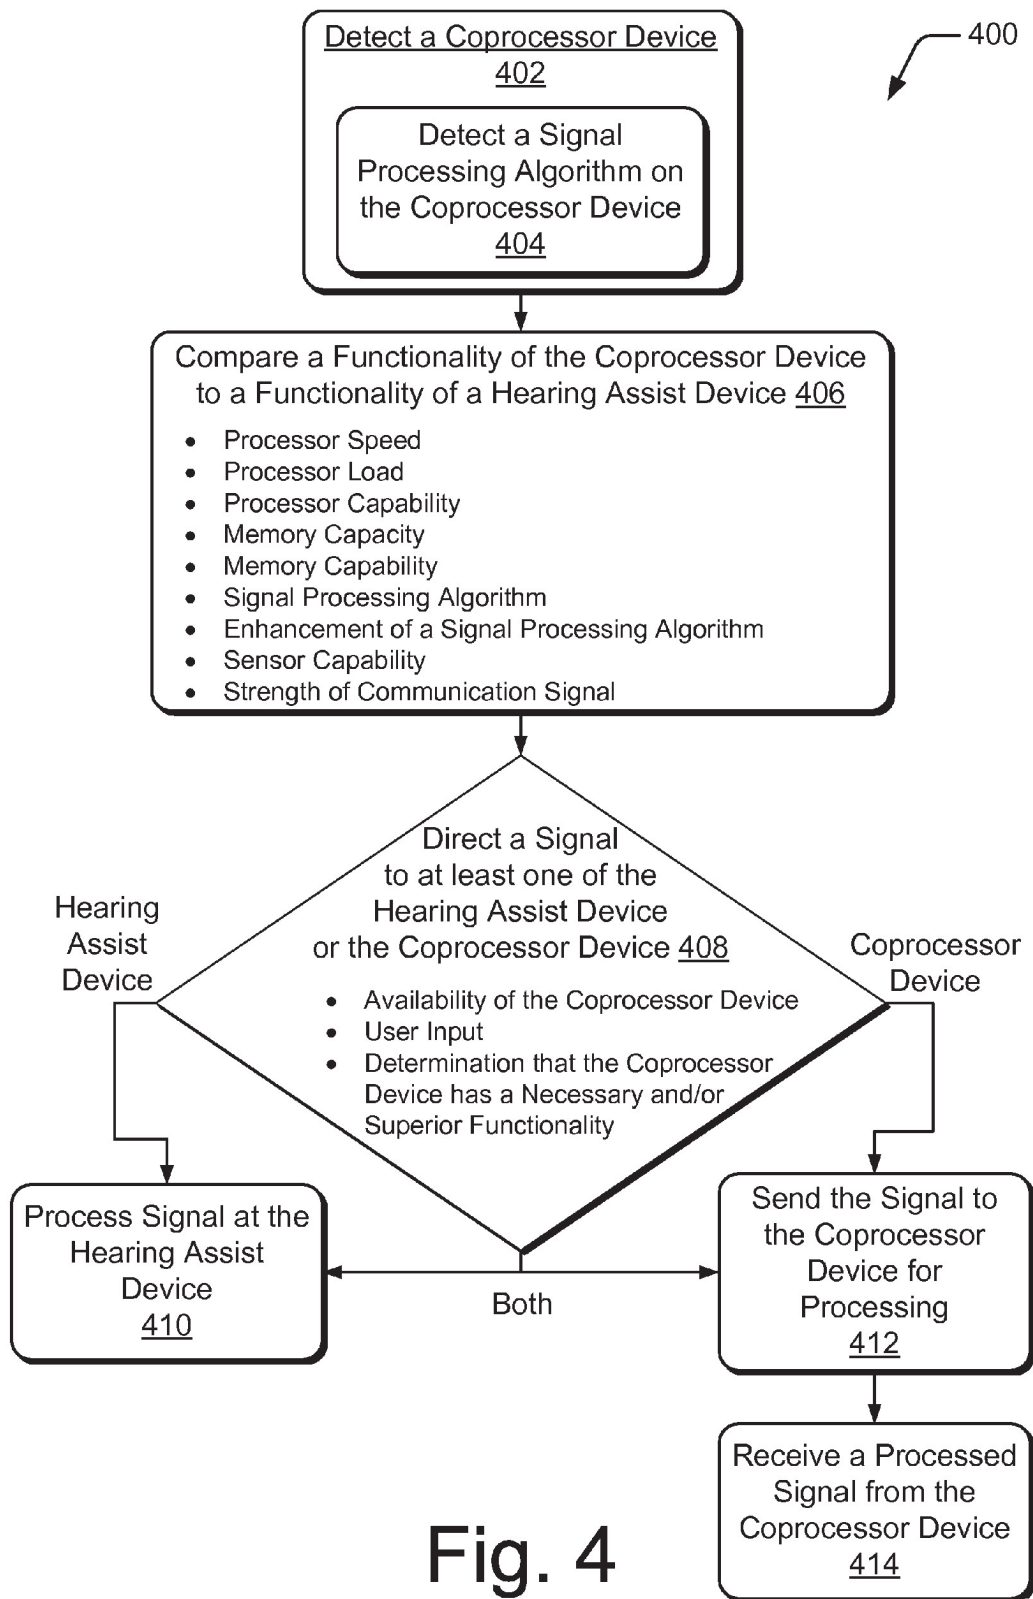 400
Detect a Coprocessor Device
402
Detect a Signal
Processing Algorithm on
the Coprocessor Device
404
Compare a Functionality of the Coprocessor Device
to a Functionality of a Hearing Assist Device 406
• Processor Speed
• Processor Load
• Processor Capability
• Memory Capacity
• Memory Capability
• Signal Processing Algorithm
• Enhancement of a Signal Processing Algorithm
• Sensor Capability
• Strength of Communication Signal
Direct a Signal
to at least one of the
Hearing Assist Device
or the Coprocessor Device 408
• Availability of the Coprocessor Device
• User Input
• Determination that the Coprocessor
Device has a Necessary and/or
Superior Functionality
Hearing
Assist
Device
Coprocessor
Device
Both
Process Signal at the
Hearing Assist
Device
410
Send the Signal to
the Coprocessor
Device for
Processing
412
Receive a Processed
Signal from the
Coprocessor Device
414
Fig. 4